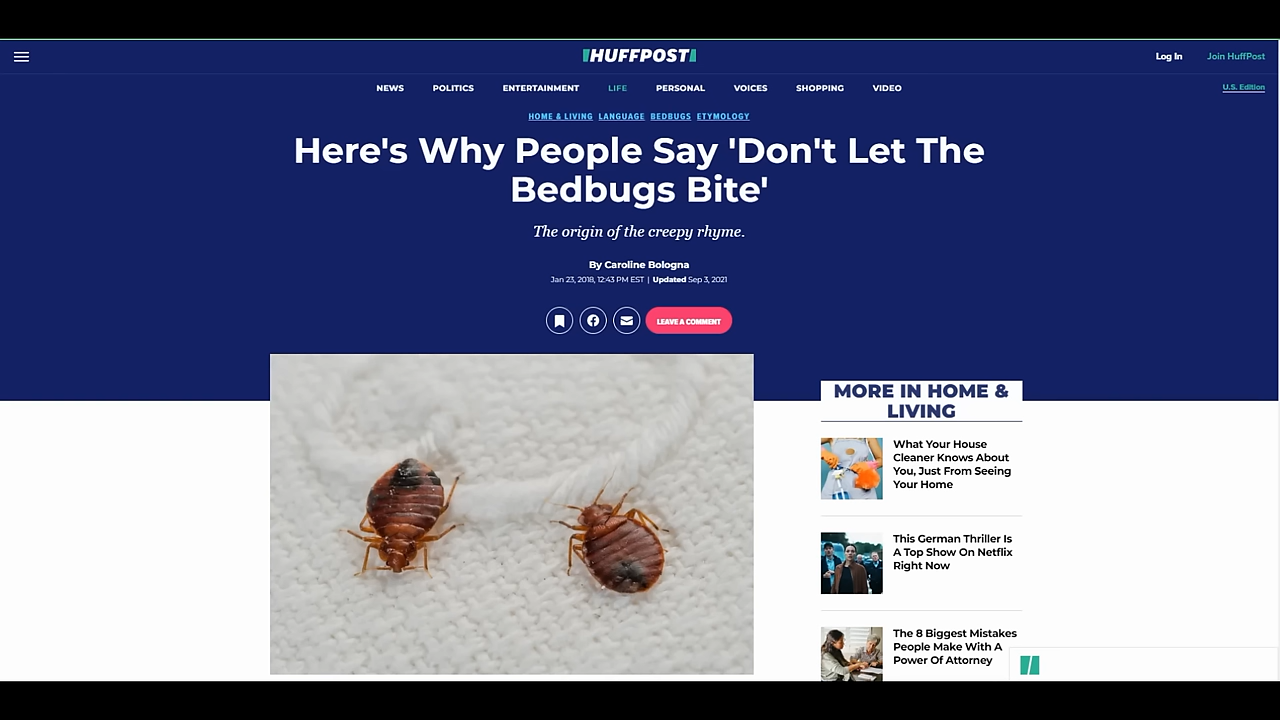 HUFFPOST
Log In
Join HuffPost
NEWS POLITICS ENTERTAINMENT LIFE PERSONAL VOICES SHOPPING VIDEO
U.S. Edition
HOME & LIVING LANGUAGE BEDBUGS ETYMOLOGY
Here's Why People Say 'Don't Let The
Bedbugs Bite'
The origin of the creepy rhyme.
By Caroline Bologna
Jan 23, 2018, 12:43 PM EST | Updated Sep 3, 2021
LEAVE A COMMENT
MORE IN HOME &
LIVING
What Your House
Cleaner Knows About
You, Just From Seeing
Your Home
This German Thriller Is
A Top Show On Netflix
Right Now
The 8 Biggest Mistakes
People Make With A
Power Of Attorney